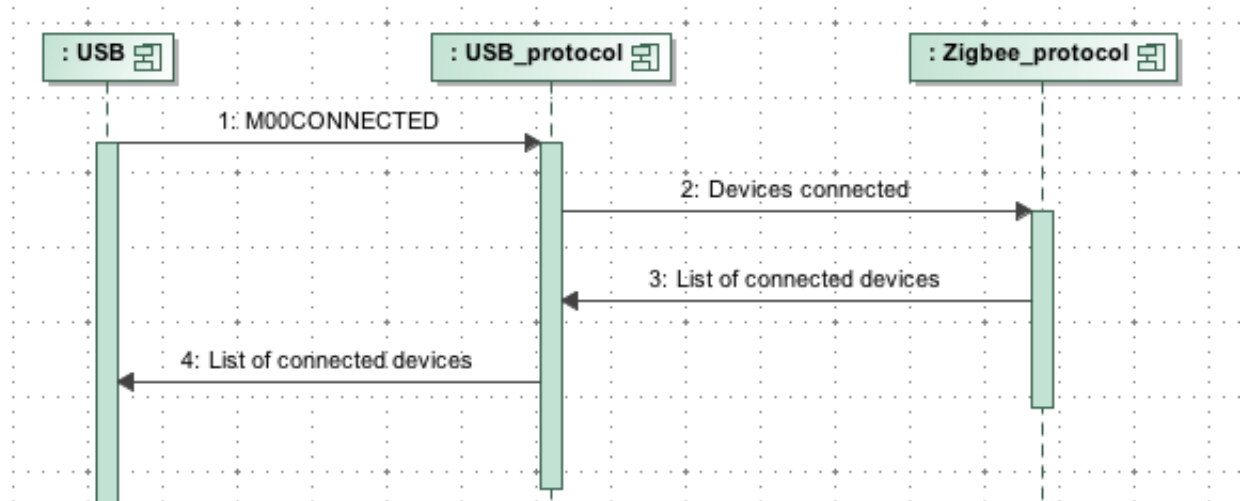 : USB
: USB_protocol
: Zigbee_protocol
1: M00CONNECTED
2: Devices connected
3: List of connected devices
4: List of connected devices